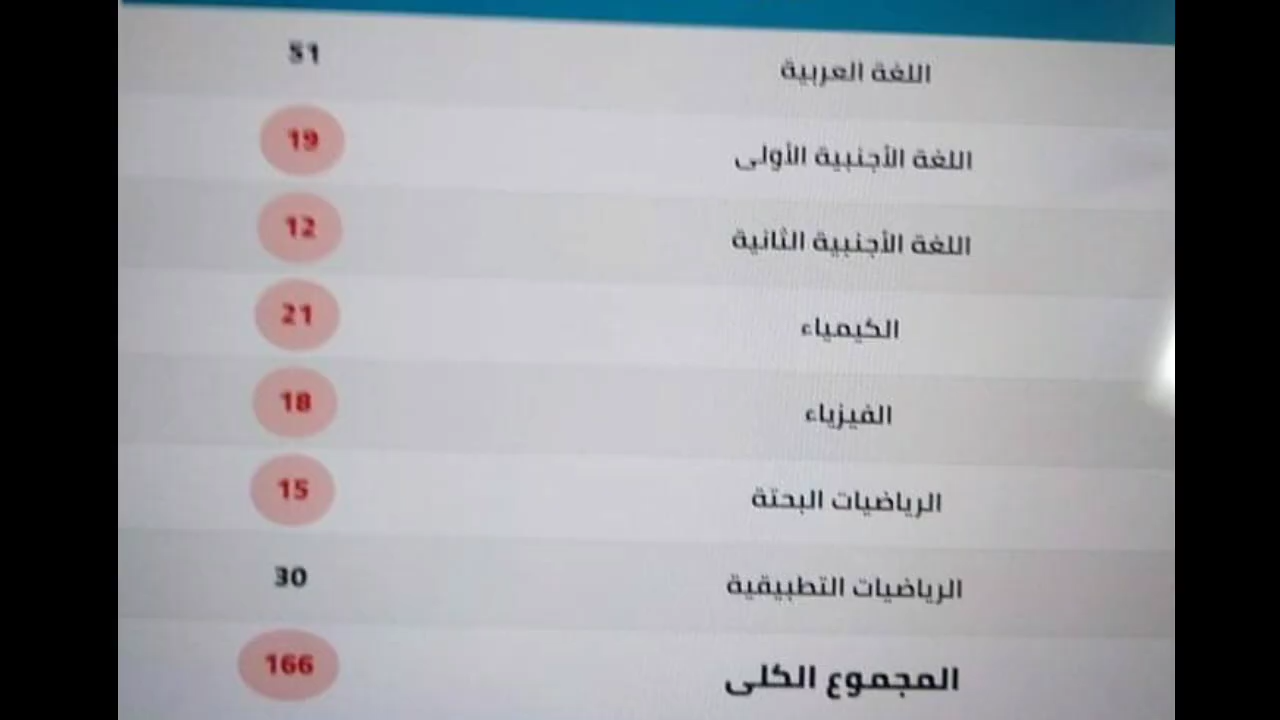 اللغة العربية 51
اللغة الأجنبية الأولى 19
اللغة الأجنبية الثانية 12
الكيمياء 21
الفيزياء 18
الرياضيات البحتة 15
الرياضيات التطبيقية 30
المجموع الكلى 166